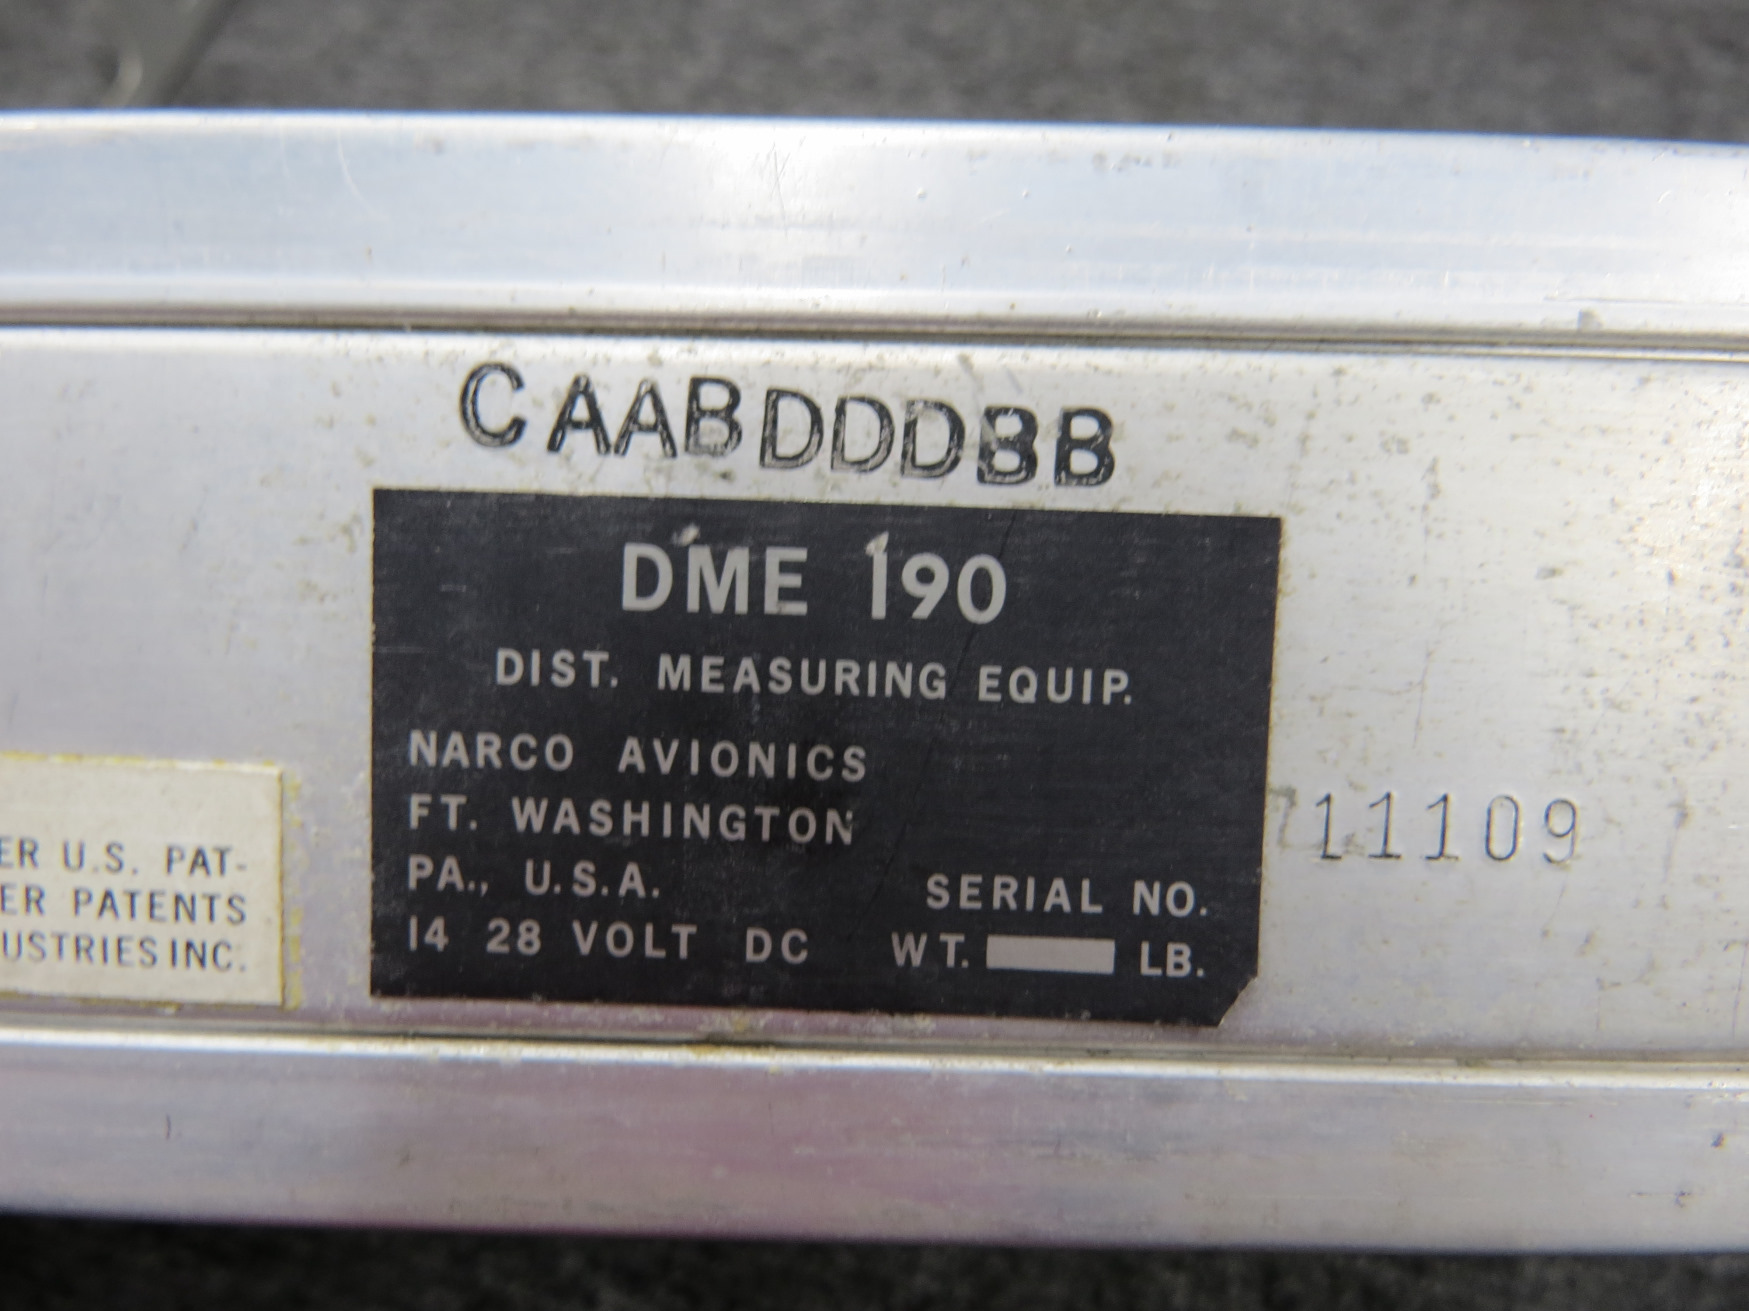 CAABDDDBB
DME 190
DIST. MEASURING EQUIP.
NARCO AVIONICS
FT. WASHINGTON
PA., U.S.A.
SERIAL NO.
14 28 VOLT DC WT. LB.
11109
ER U.S. PAT-
ER PATENTS
USTRIES INC.